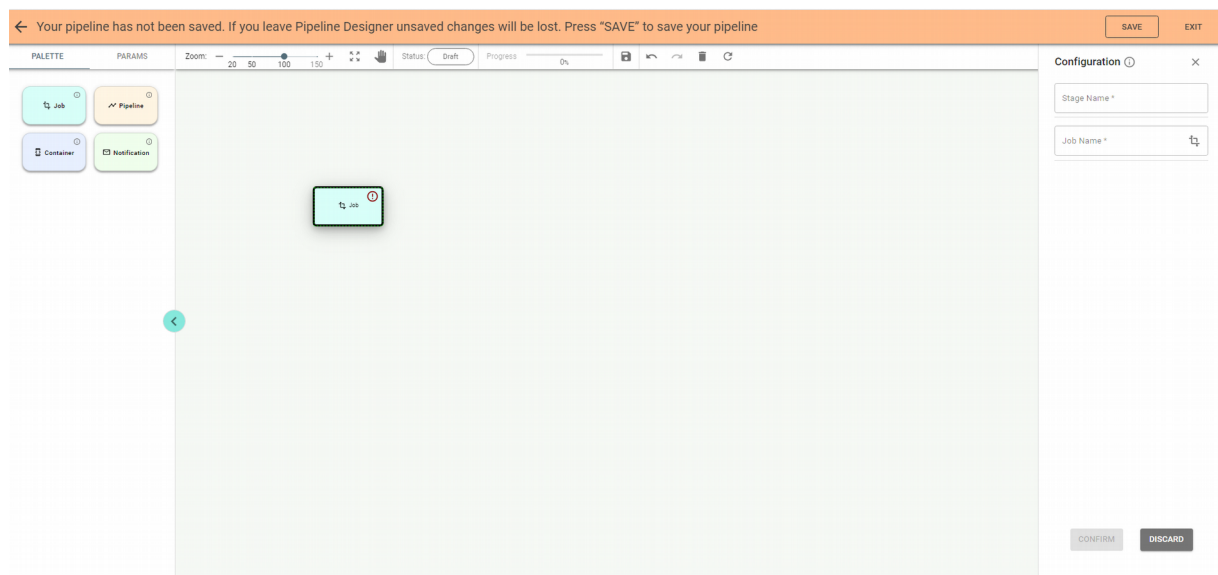 Your pipeline has not been saved. If you leave Pipeline Designer unsaved changes will be lost. Press “SAVE” to save your pipeline
SAVE
EXIT
PALETTE
PARAMS
Zoom:
20 50 100 150
Status: Draft
Progress 0%
Configuration
Job
Pipeline
Container
Notification
Job
Stage Name *
Job Name *
CONFIRM
DISCARD